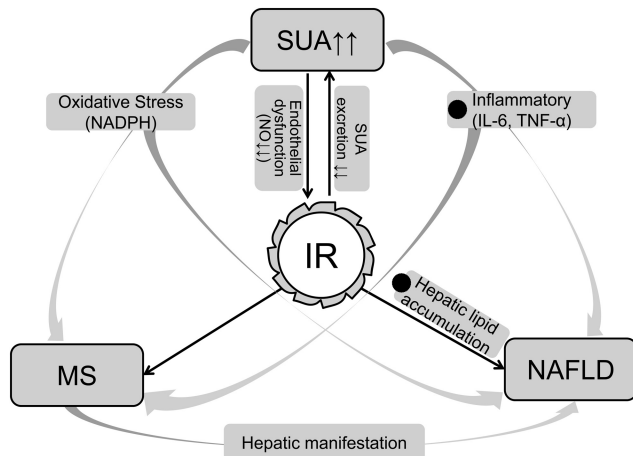 SUA↑↑
Oxidative Stress
(NADPH)
Endothelial
dysfunction
(NO↓↓)
SUA
excretion ↓↓
Inflammatory
(IL-6, TNF-α)
IR
Hepatic lipid
accumulation
MS
NAFLD
Hepatic manifestation